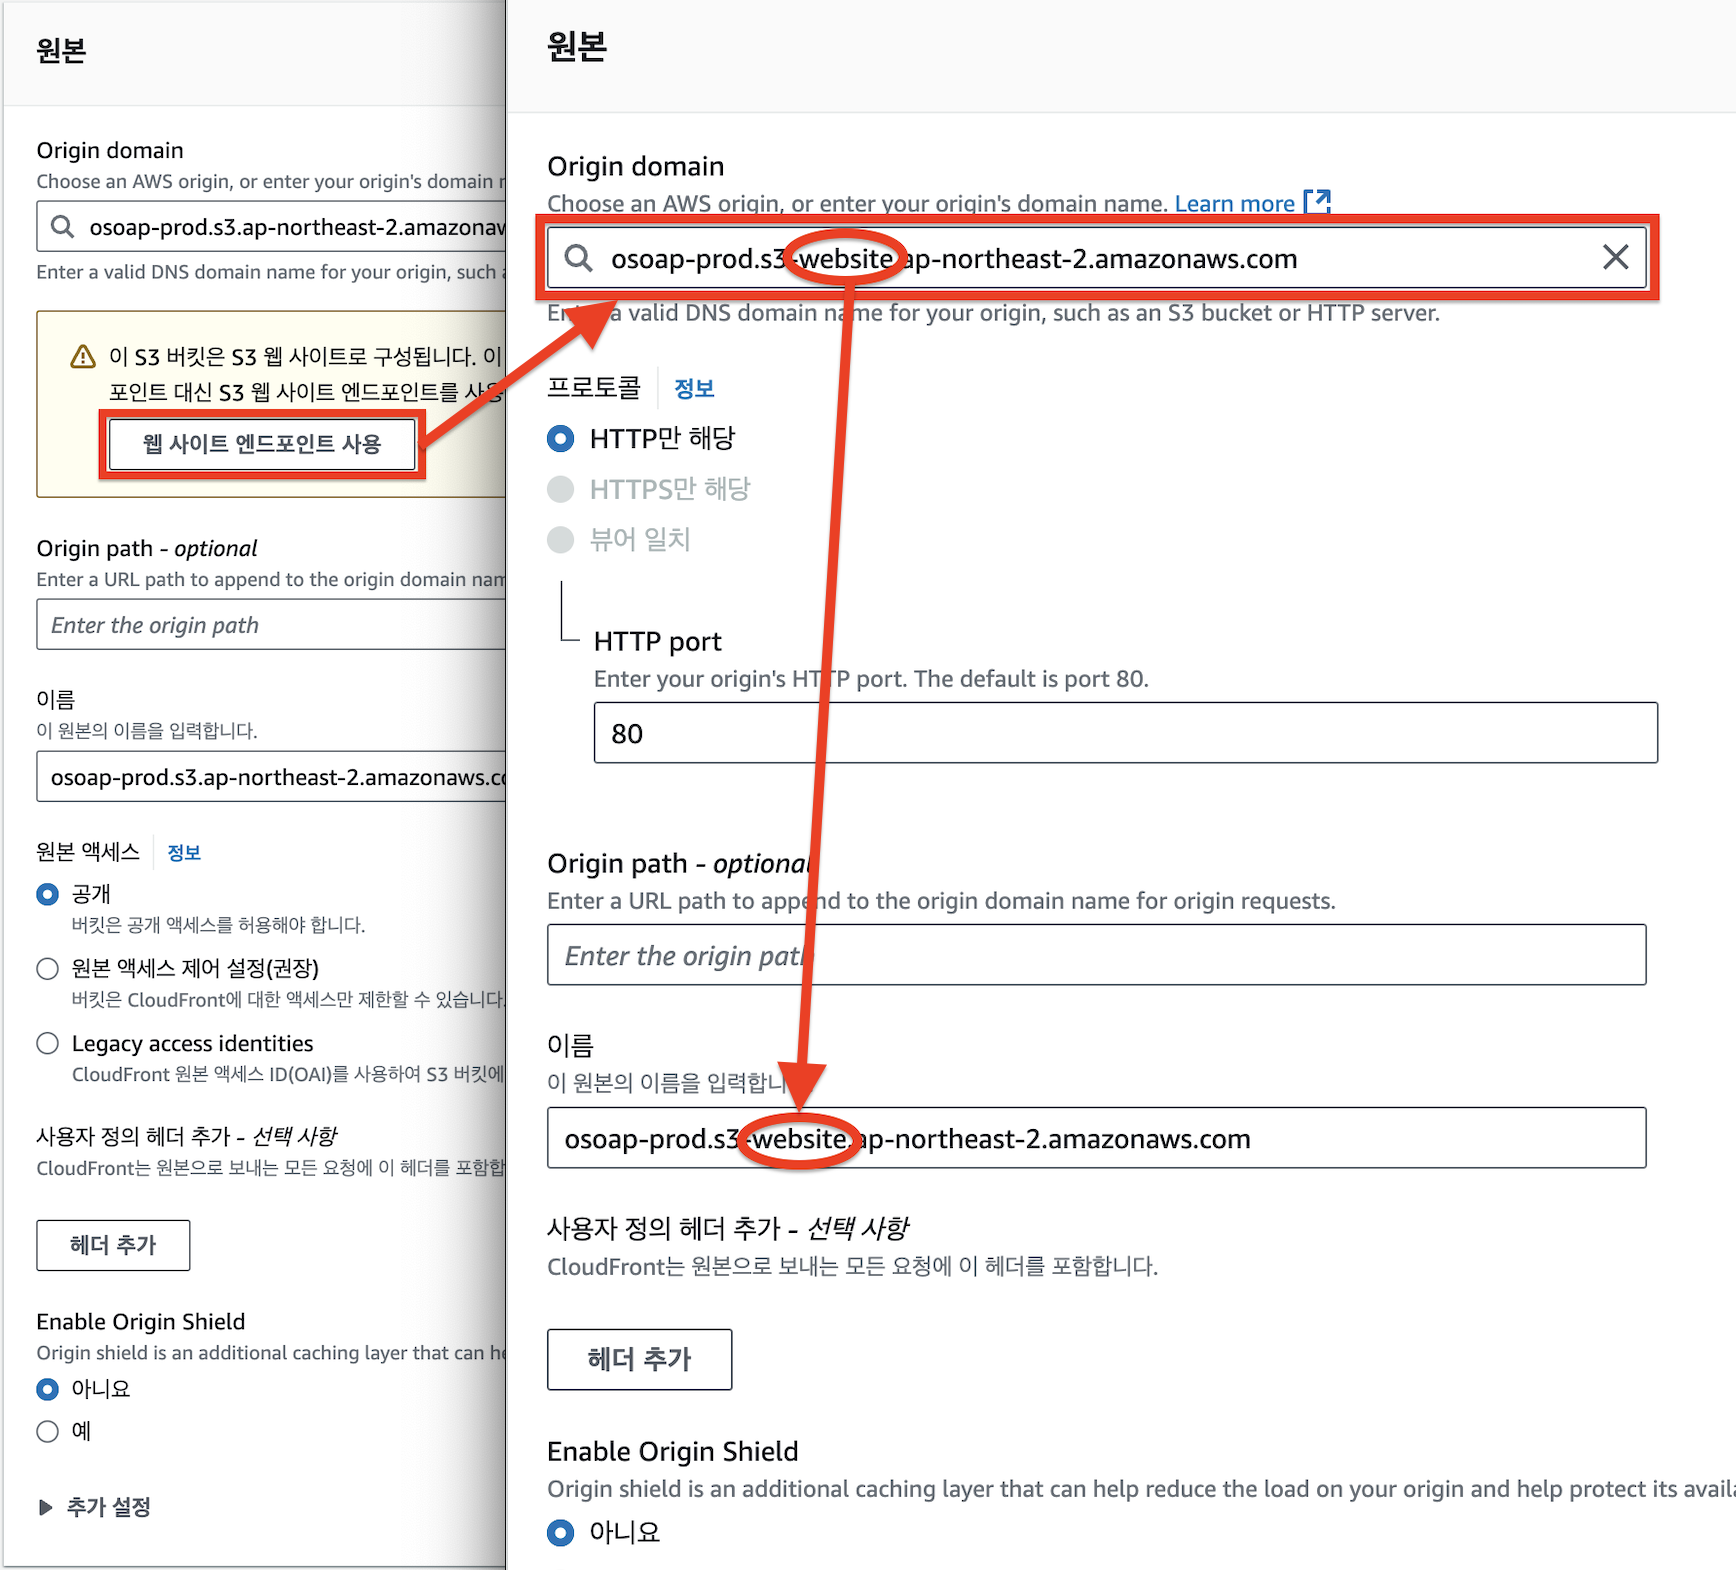 원본
Origin domain
Choose an AWS origin, or enter your origin's domain
osoap-prod.s3.ap-northeast-2.amazonaw
Enter a valid DNS domain name for your origin, such
이 S3 버킷은 S3 웹 사이트로 구성됩니다. 이
포인트 대신 S3 웹 사이트 엔드포인트를 사용
웹 사이트 엔드포인트 사용
Origin path - optional
Enter a URL path to append to the origin domain nam
Enter the origin path
이름
이 원본의 이름을 입력합니다.
osoap-prod.s3.ap-northeast-2.amazonaws.co
원본 액세스 정보
공개
버킷은 공개 액세스를 허용해야 합니다.
원본 액세스 제어 설정(권장)
버킷은 CloudFront에 대한 액세스만 제한할 수 있습니다.
Legacy access identities
CloudFront 원본 액세스 ID(OAI)를 사용하여 S3 버킷에
사용자 정의 헤더 추가 - 선택 사항
CloudFront는 원본으로 보내는 모든 요청에 이 헤더를 포함합
헤더 추가
Enable Origin Shield
Origin shield is an additional caching layer that can he
아니요
예
추가 설정
원본
Origin domain
Choose an AWS origin, or enter your origin's domain name. Learn more
osoap-prod.s3-website.ap-northeast-2.amazonaws.com
Enter a valid DNS domain name for your origin, such as an S3 bucket or HTTP server.
프로토콜 정보
HTTP만 해당
HTTPS만 해당
뷰어 일치
HTTP port
Enter your origin's HTTP port. The default is port 80.
80
Origin path - optional
Enter a URL path to append to the origin domain name for origin requests.
Enter the origin path
이름
이 원본의 이름을 입력합니
osoap-prod.s3-website.ap-northeast-2.amazonaws.com
사용자 정의 헤더 추가 - 선택 사항
CloudFront는 원본으로 보내는 모든 요청에 이 헤더를 포함합니다.
헤더 추가
Enable Origin Shield
Origin shield is an additional caching layer that can help reduce the load on your origin and help protect its avail
아니요